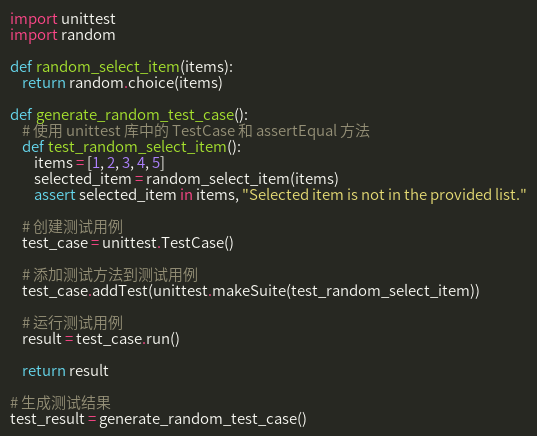 import unittest
import random
def random_select_item(items):
return random.choice(items)
def generate_random_test_case():
# 使用 unittest 库中的 TestCase 和 assertEqual 方法
def test_random_select_item():
items = [1, 2, 3, 4, 5]
selected_item = random_select_item(items)
assert selected_item in items, "Selected item is not in the provided list."
# 创建测试用例
test_case = unittest.TestCase()
# 添加测试方法到测试用例
test_case.addTest(unittest.makeSuite(test_random_select_item))
# 运行测试用例
result = test_case.run()
return result
# 生成测试结果
test_result = generate_random_test_case()